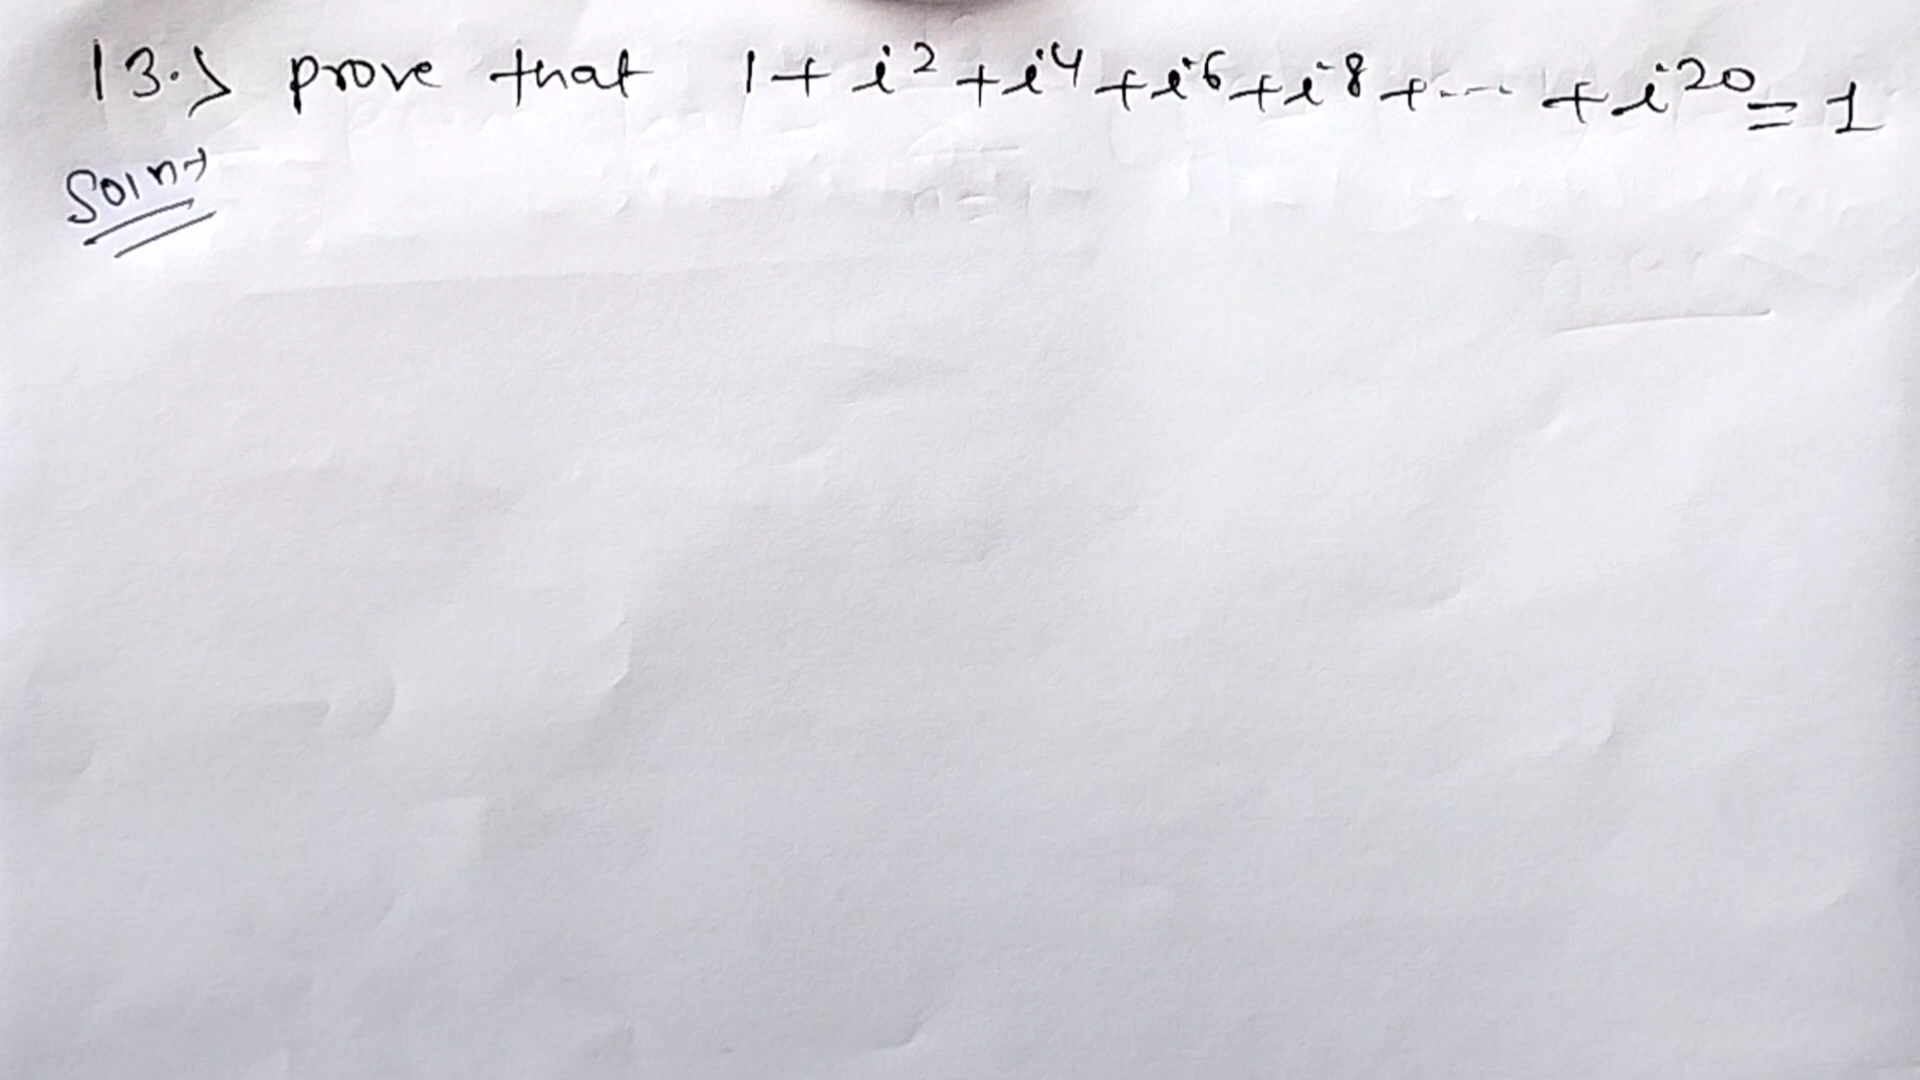 13.> prove that 1 + i² + i⁴ + i⁶ + i⁸ + ---- + i²⁰ = 1
Soln→